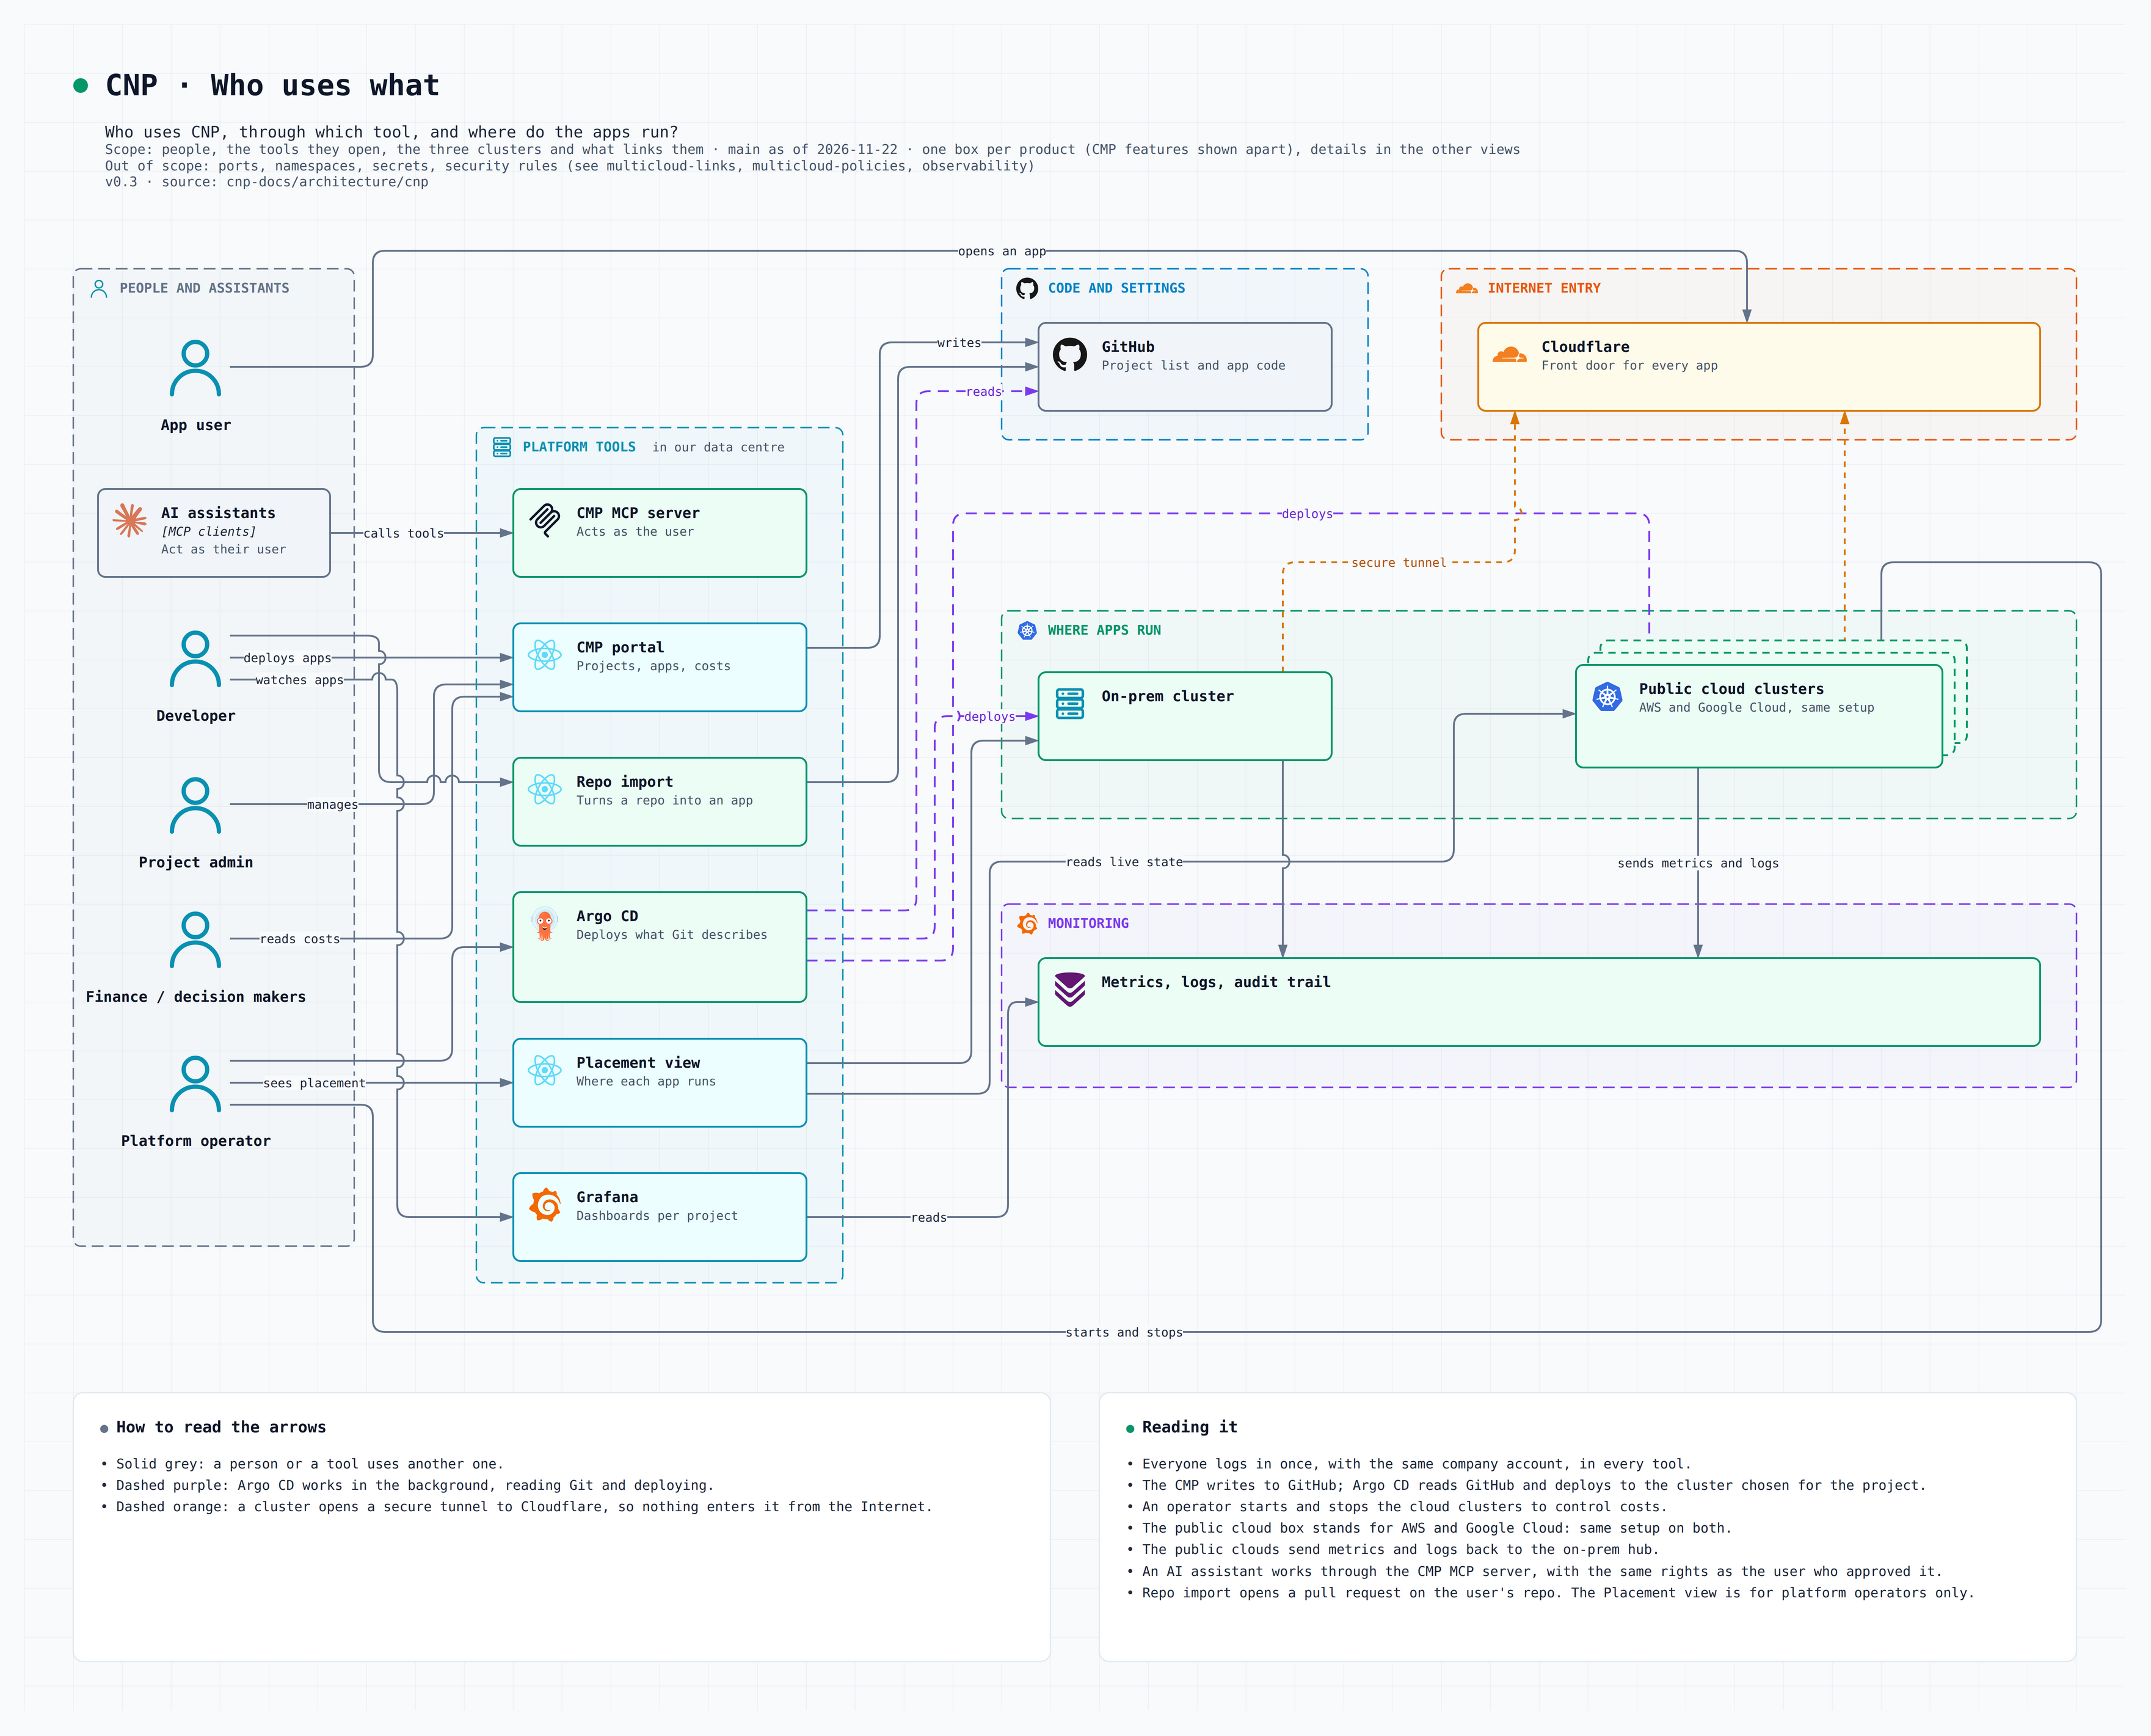 CNP · Who uses what
Who uses CNP, through which tool, and where do the apps run?
Scope: people, the tools they open, the three clusters and what links them · main as of 2026-11-22 · one box per product (CMP features shown apart), details in the other views
Out of scope: ports, namespaces, secrets, security rules (see multicloud-links, multicloud-policies, observability)
v0.3 · source: cnp-docs/architecture/cnp
opens an app
PEOPLE AND ASSISTANTS
App user
AI assistants
[MCP clients]
Act as their user
calls tools
Developer
deploys apps
watches apps
Project admin
manages
Finance / decision makers
reads costs
Platform operator
sees placement
PLATFORM TOOLS in our data centre
CMP MCP server
Acts as the user
CMP portal
Projects, apps, costs
Repo import
Turns a repo into an app
Argo CD
Deploys what Git describes
Placement view
Where each app runs
Grafana
Dashboards per project
writes
reads
CODE AND SETTINGS
GitHub
Project list and app code
INTERNET ENTRY
Cloudflare
Front door for every app
deploys
secure tunnel
WHERE APPS RUN
deploys
On-prem cluster
Public cloud clusters
AWS and Google Cloud, same setup
reads live state
sends metrics and logs
MONITORING
Metrics, logs, audit trail
reads
starts and stops
How to read the arrows
• Solid grey: a person or a tool uses another one.
• Dashed purple: Argo CD works in the background, reading Git and deploying.
• Dashed orange: a cluster opens a secure tunnel to Cloudflare, so nothing enters it from the Internet.
Reading it
• Everyone logs in once, with the same company account, in every tool.
• The CMP writes to GitHub; Argo CD reads GitHub and deploys to the cluster chosen for the project.
• An operator starts and stops the cloud clusters to control costs.
• The public cloud box stands for AWS and Google Cloud: same setup on both.
• The public clouds send metrics and logs back to the on-prem hub.
• An AI assistant works through the CMP MCP server, with the same rights as the user who approved it.
• Repo import opens a pull request on the user's repo. The Placement view is for platform operators only.